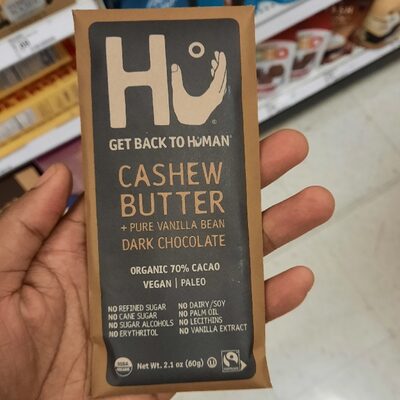 HU
GET BACK TO HUMAN
CASHEW
BUTTER
+ PURE VANILLA BEAN
DARK CHOCOLATE
ORGANIC 70% CACAO
VEGAN | PALEO
NO REFINED SUGAR
NO CANE SUGAR
NO SUGAR ALCOHOLS
NO ERYTHRITOL
NO DAIRY/SOY
NO PALM OIL
NO LECITHINS
NO VANILLA EXTRACT
USDA
ORGANIC
Net Wt. 2.1 oz (60g)